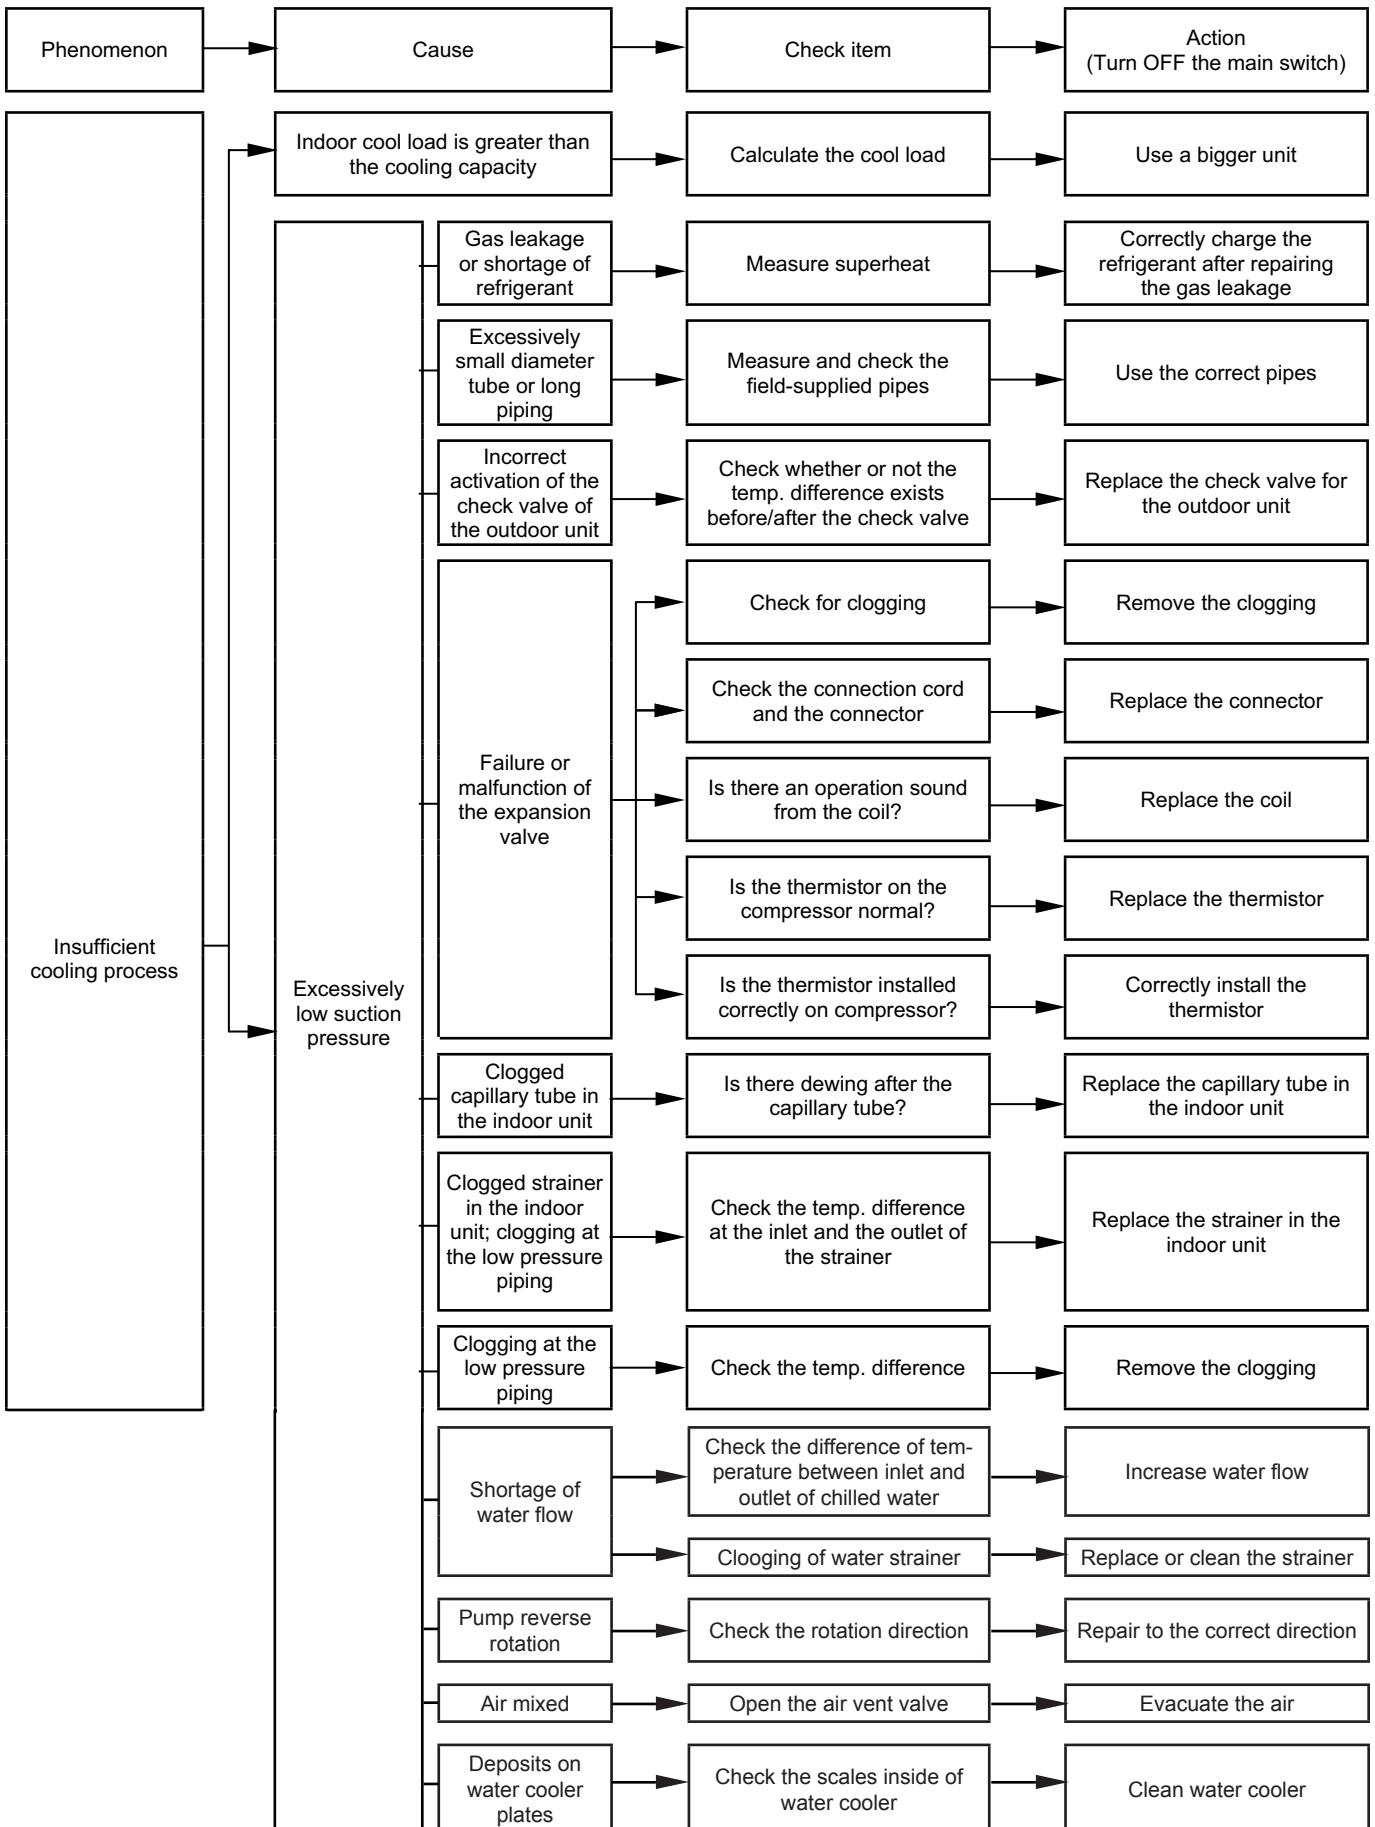 Phenomenon
Cause
Check item
Action
(Turn OFF the main switch)
Insufficient
cooling process
Indoor cool load is greater than
the cooling capacity
Calculate the cool load
Use a bigger unit
Excessively
low suction
pressure
Gas leakage
or shortage of
refrigerant
Measure superheat
Correctly charge the
refrigerant after repairing
the gas leakage
Excessively
small diameter
tube or long
piping
Measure and check the
field-supplied pipes
Use the correct pipes
Incorrect
activation of the
check valve of
the outdoor unit
Check whether or not the
temp. difference exists
before/after the check valve
Replace the check valve for
the outdoor unit
Failure or
malfunction of
the expansion
valve
Check for clogging
Remove the clogging
Check the connection cord
and the connector
Replace the connector
Is there an operation sound
from the coil?
Replace the coil
Is the thermistor on the
compressor normal?
Replace the thermistor
Is the thermistor installed
correctly on compressor?
Correctly install the
thermistor
Clogged
capillary tube in
the indoor unit
Is there dewing after the
capillary tube?
Replace the capillary tube in
the indoor unit
Clogged strainer
in the indoor
unit; clogging at
the low pressure
piping
Check the temp. difference
at the inlet and the outlet of
the strainer
Replace the strainer in the
indoor unit
Clogging at the
low pressure
piping
Check the temp. difference
Remove the clogging
Shortage of
water flow
Check the difference of tem-
perature between inlet and
outlet of chilled water
Increase water flow
Clooging of water strainer
Replace or clean the strainer
Pump reverse
rotation
Check the rotation direction
Repair to the correct direction
Air mixed
Open the air vent valve
Evacuate the air
Deposits on
water cooler
plates
Check the scales inside of
water cooler
Clean water cooler